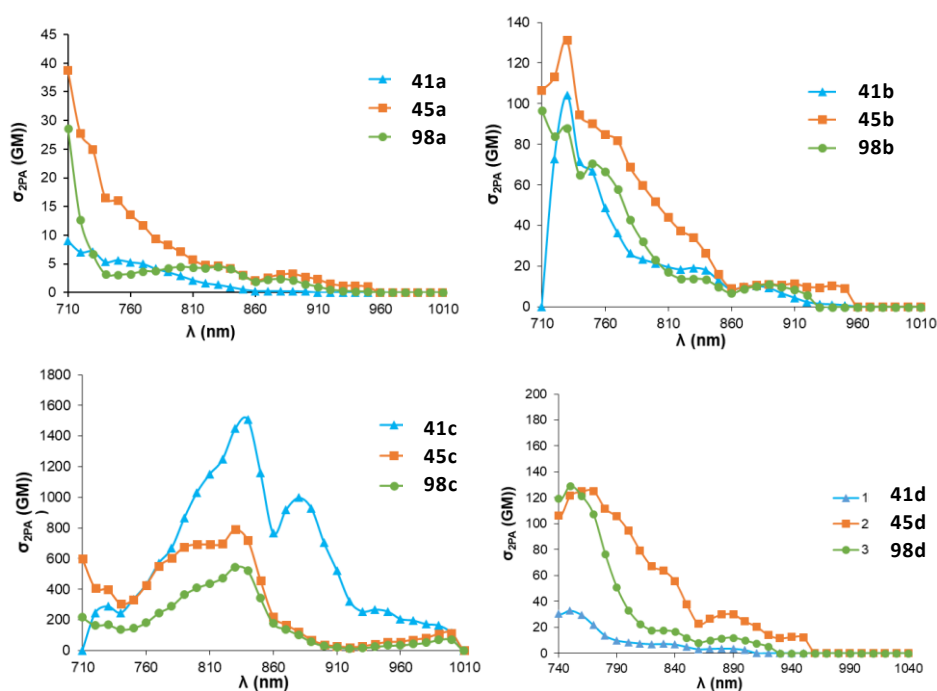 45
40
35
30
25
20
15
10
5
0
σ2PA (GM))
710 760 810 860 910 960 1010
λ (nm)
41a
45a
98a
140
120
100
80
60
40
20
0
σ2PA (GM))
710 760 810 860 910 960 1010
λ (nm)
41b
45b
98b
1800
1600
1400
1200
1000
800
600
400
200
0
σ2PA (GM))
710 760 810 860 910 960 1010
λ (nm)
41c
45c
98c
200
180
160
140
120
100
80
60
40
20
0
σ2PA (GM))
740 790 840 890 940 990 1040
λ (nm)
1 41d
2 45d
3 98d